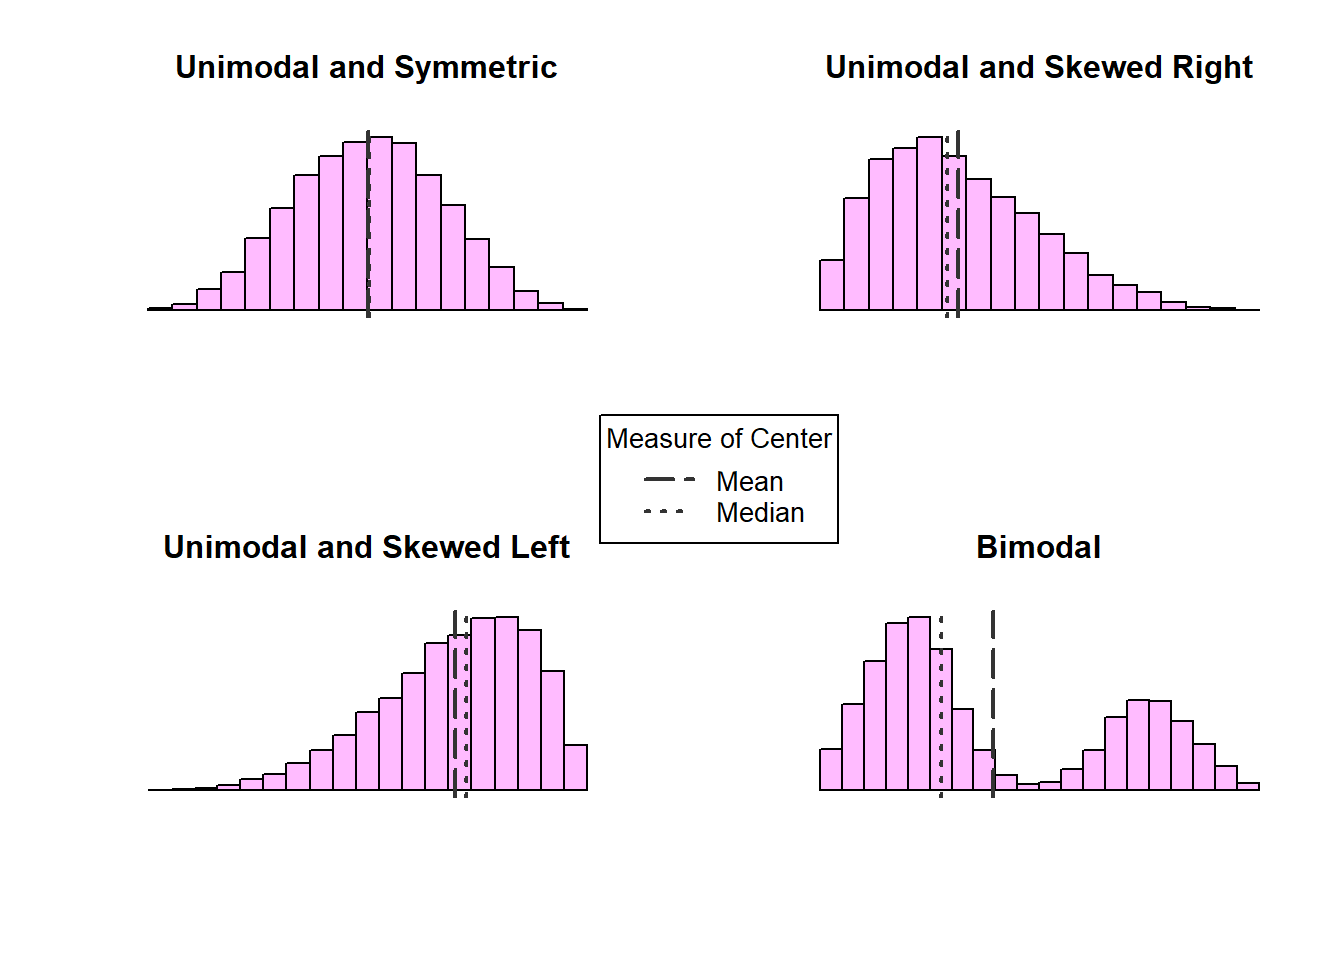 Unimodal and Symmetric
Unimodal and Skewed Right
Measure of Center
Mean
Median
Unimodal and Skewed Left
Bimodal